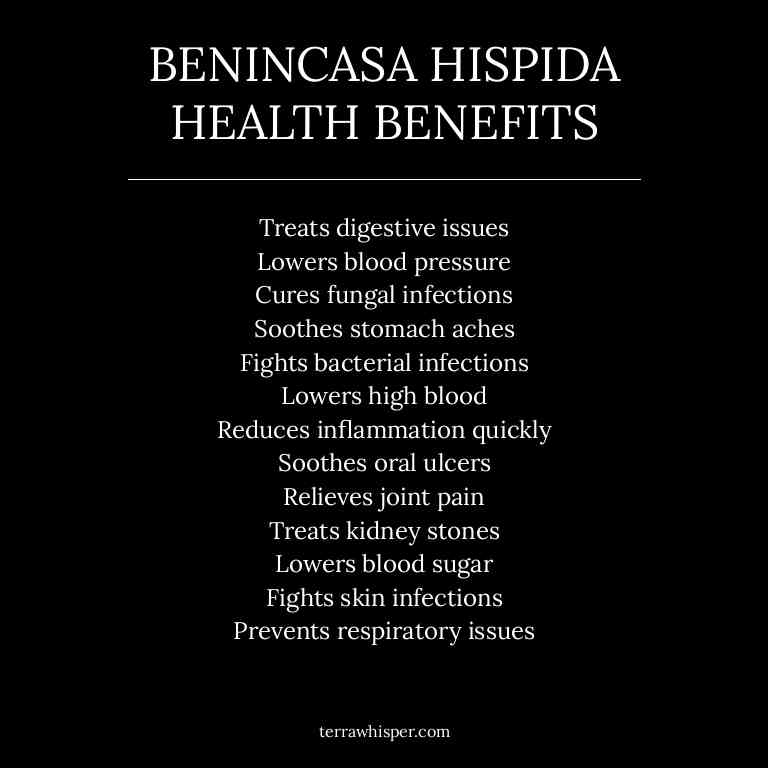 BENINCASA HISPIDA
HEALTH BENEFITS
Treats digestive issues
Lowers blood pressure
Cures fungal infections
Soothes stomach aches
Fights bacterial infections
Lowers high blood
Reduces inflammation quickly
Soothes oral ulcers
Relieves joint pain
Treats kidney stones
Lowers blood sugar
Fights skin infections
Prevents respiratory issues
terrawhisper.com